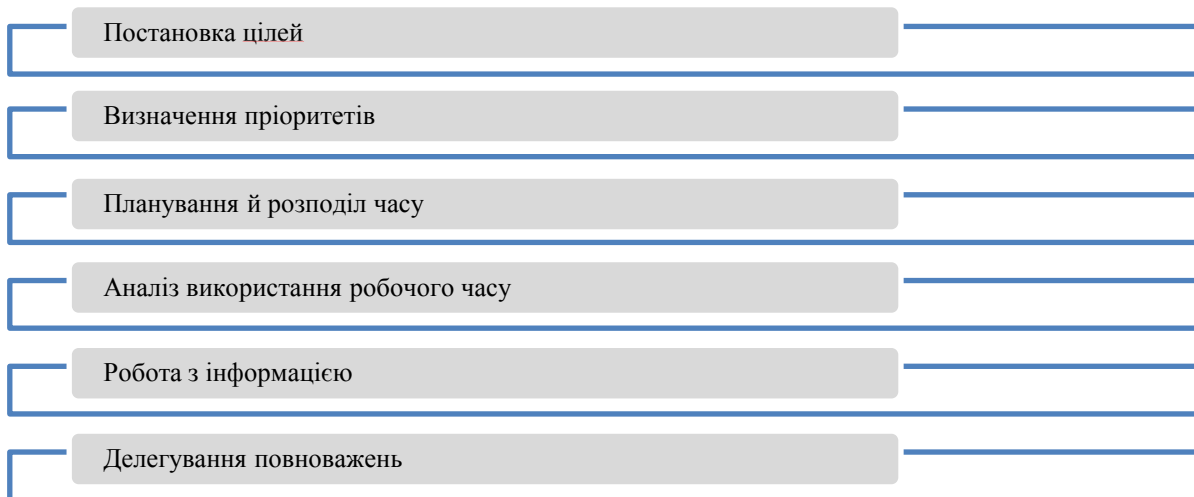 Постановка цілей
Визначення пріоритетів
Планування й розподіл часу
Аналіз використання робочого часу
Робота з інформацією
Делегування повноважень